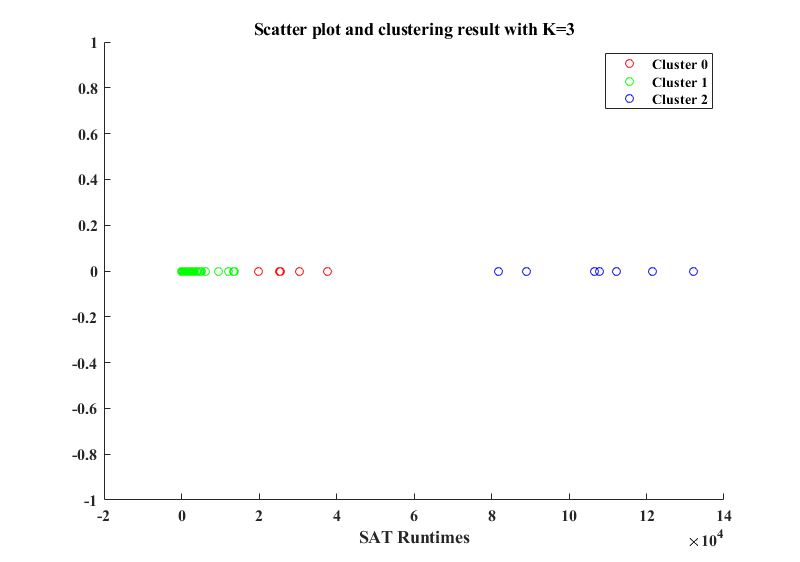 Scatter plot and clustering result with K=3
1
0.8
0.6
0.4
0.2
0
-0.2
-0.4
-0.6
-0.8
-1
Cluster 0
Cluster 1
Cluster 2
-2 0 2 4 6 8 10 12 14
SAT Runtimes
×10^4